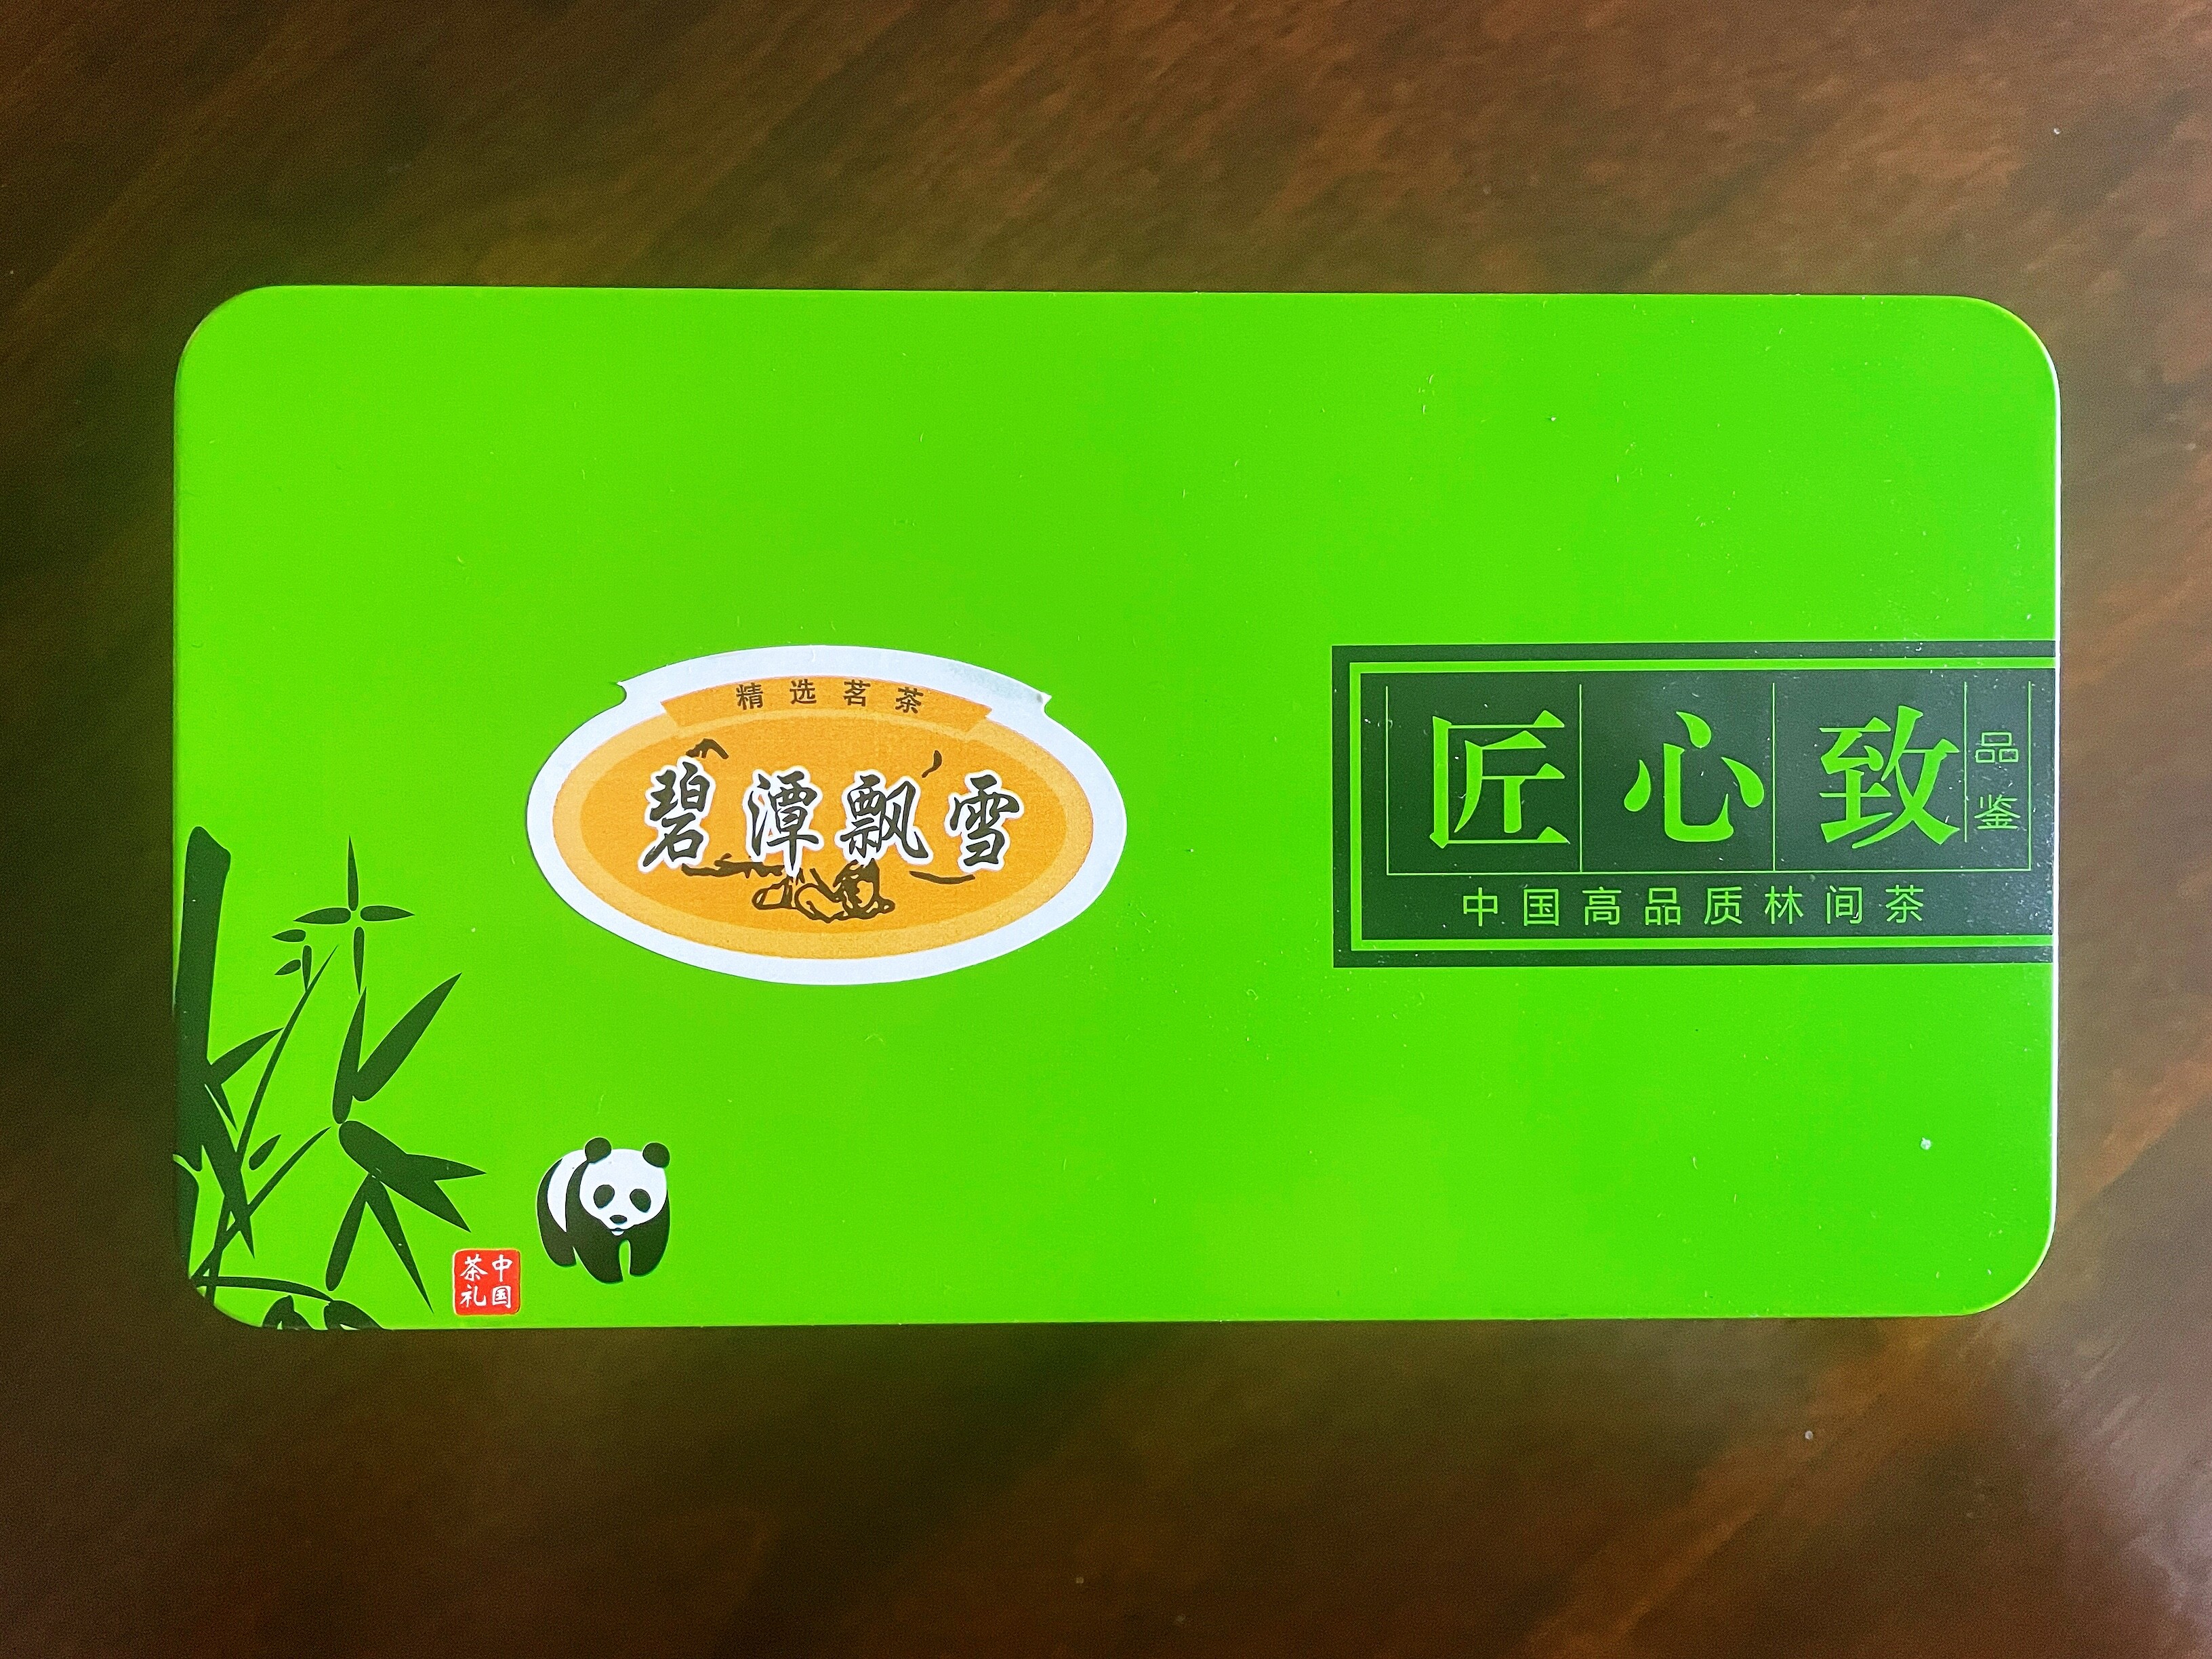 精选茗茶
碧潭飘雪
匠心致
品鉴
中国高品质林间茶
中国
茶礼